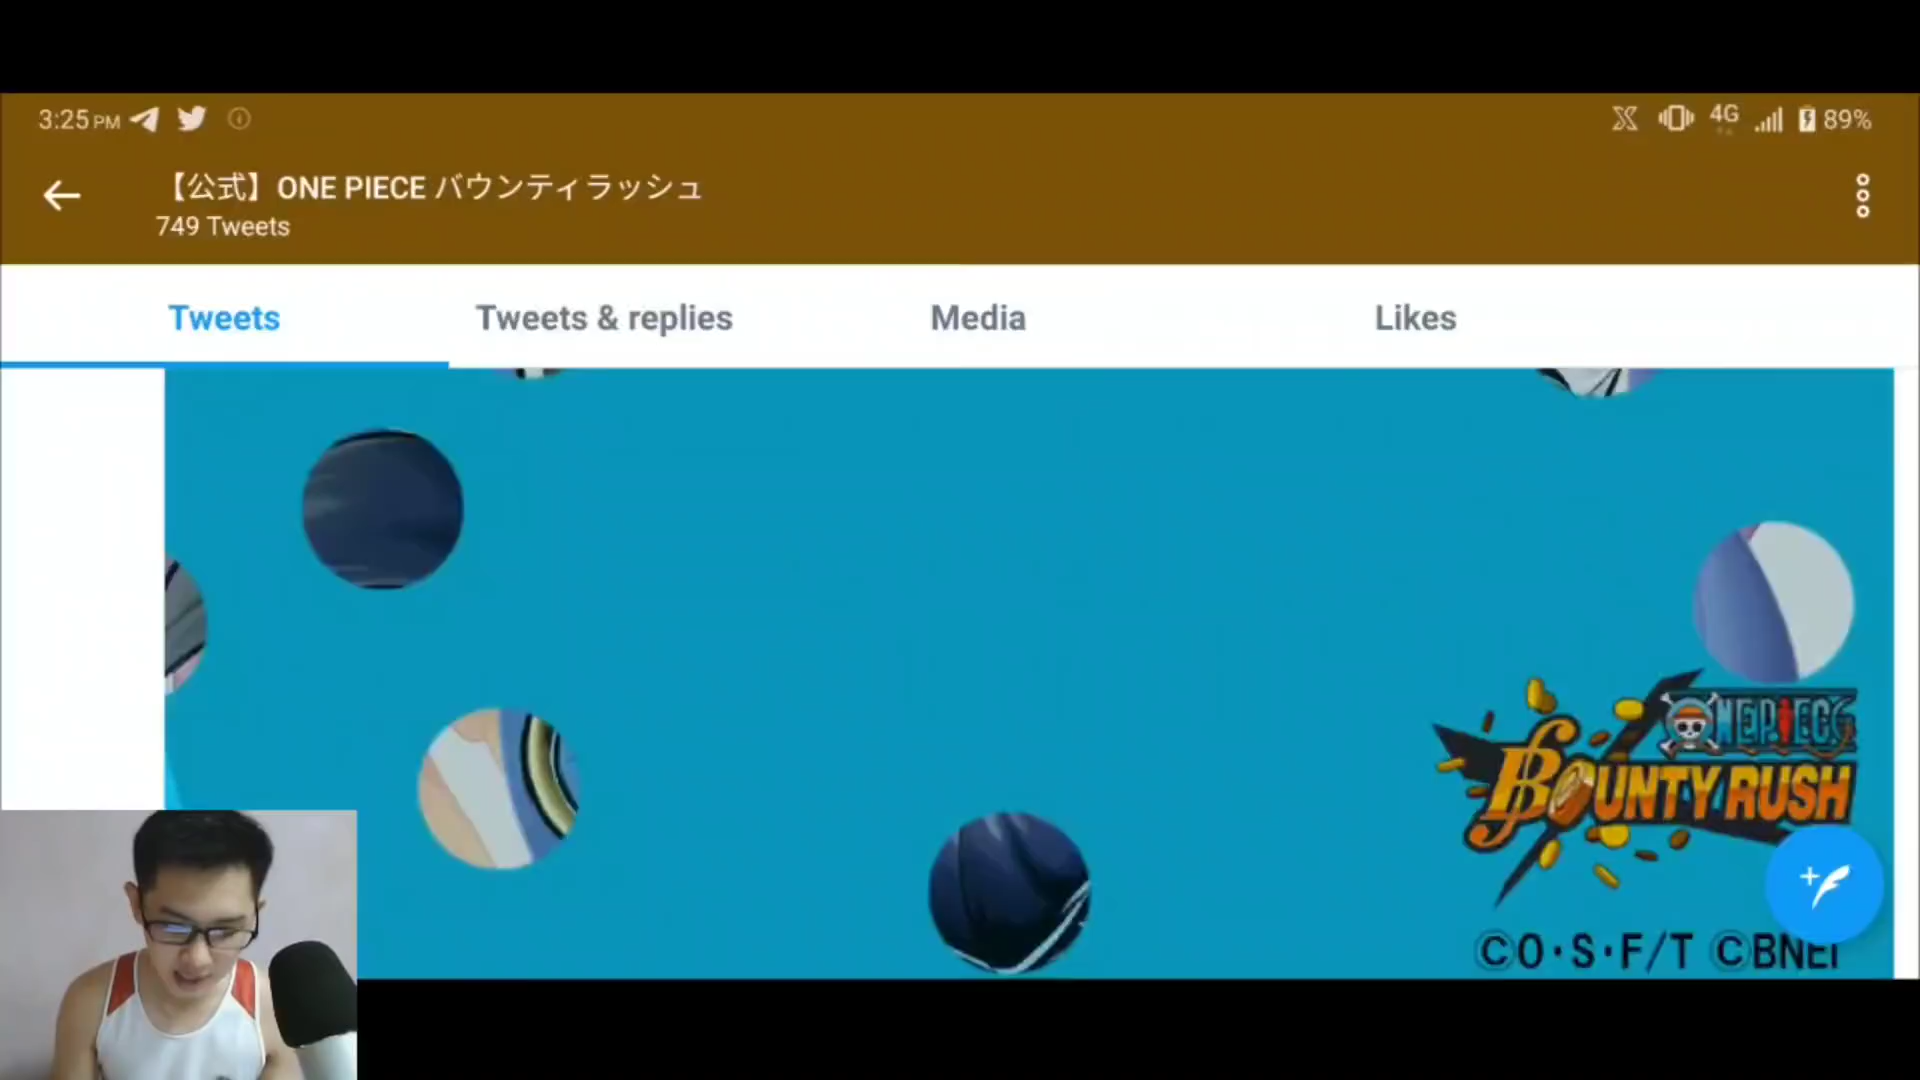 3:25 PM
4G
89%
【公式】ONE PIECE バウンティラッシュ
749 Tweets
Tweets
Tweets & replies
Media
Likes
ONE PIECE
BOUNTY RUSH
©O·S·F/T ©BNEI